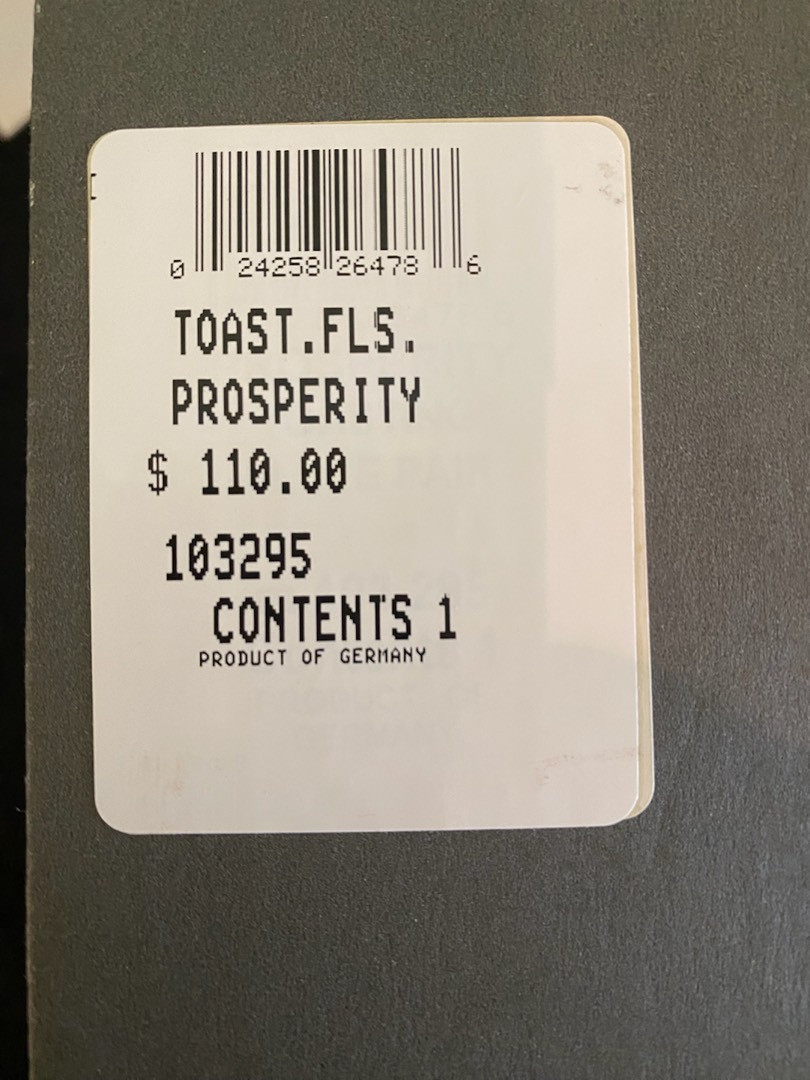 0 24258 26478 6
TOAST.FLS.
PROSPERITY
$ 110.00
103295
CONTENTS 1
PRODUCT OF GERMANY